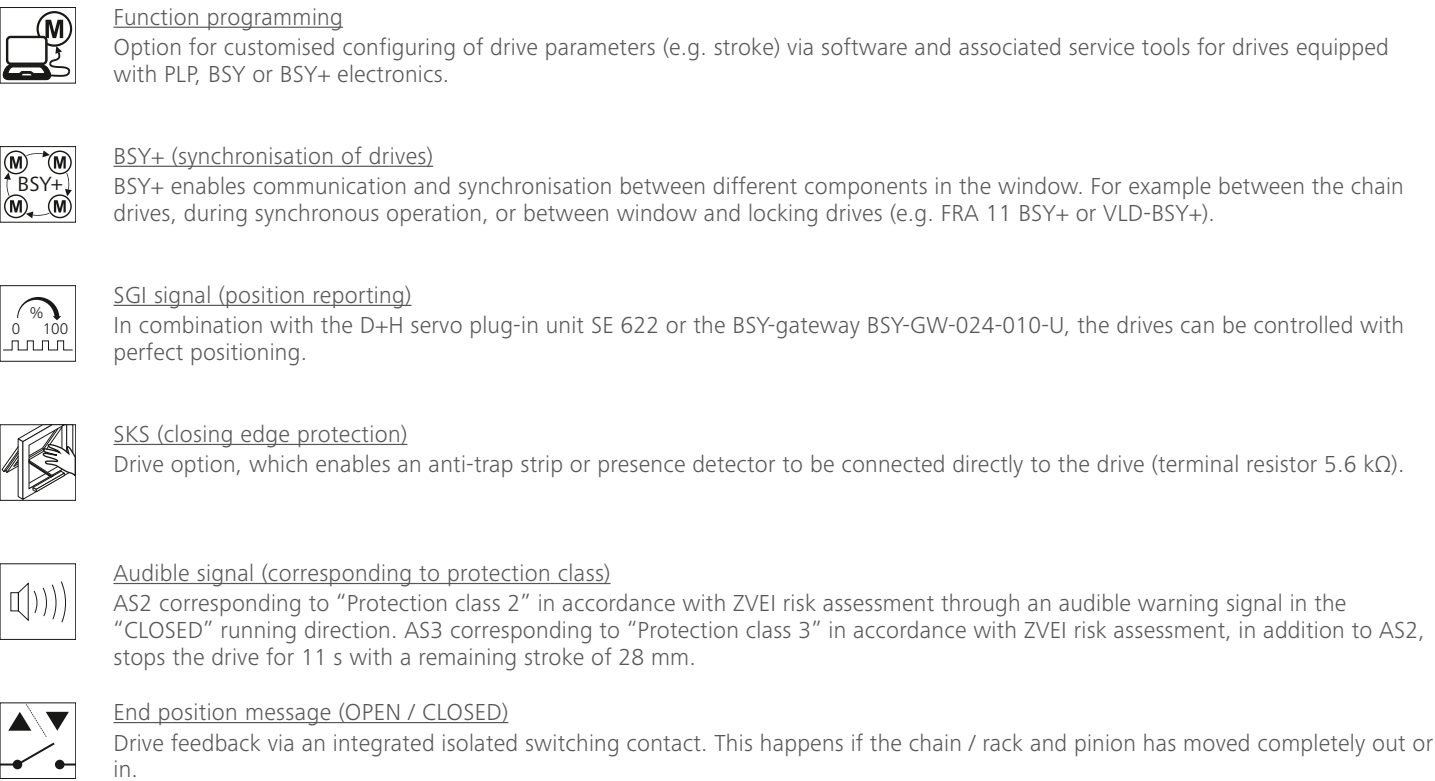 M
Function programming
Option for customised configuring of drive parameters (e.g. stroke) via software and associated service tools for drives equipped
with PLP, BSY or BSY+ electronics.
M M
BSY+
M M
BSY+ (synchronisation of drives)
BSY+ enables communication and synchronisation between different components in the window. For example between the chain
drives, during synchronous operation, or between window and locking drives (e.g. FRA 11 BSY+ or VLD-BSY+).
%
0 100
SGI signal (position reporting)
In combination with the D+H servo plug-in unit SE 622 or the BSY-gateway BSY-GW-024-010-U, the drives can be controlled with
perfect positioning.
SKS (closing edge protection)
Drive option, which enables an anti-trap strip or presence detector to be connected directly to the drive (terminal resistor 5.6 kΩ).
Audible signal (corresponding to protection class)
AS2 corresponding to “Protection class 2” in accordance with ZVEI risk assessment through an audible warning signal in the
“CLOSED” running direction. AS3 corresponding to “Protection class 3” in accordance with ZVEI risk assessment, in addition to AS2,
stops the drive for 11 s with a remaining stroke of 28 mm.
End position message (OPEN / CLOSED)
Drive feedback via an integrated isolated switching contact. This happens if the chain / rack and pinion has moved completely out or
in.